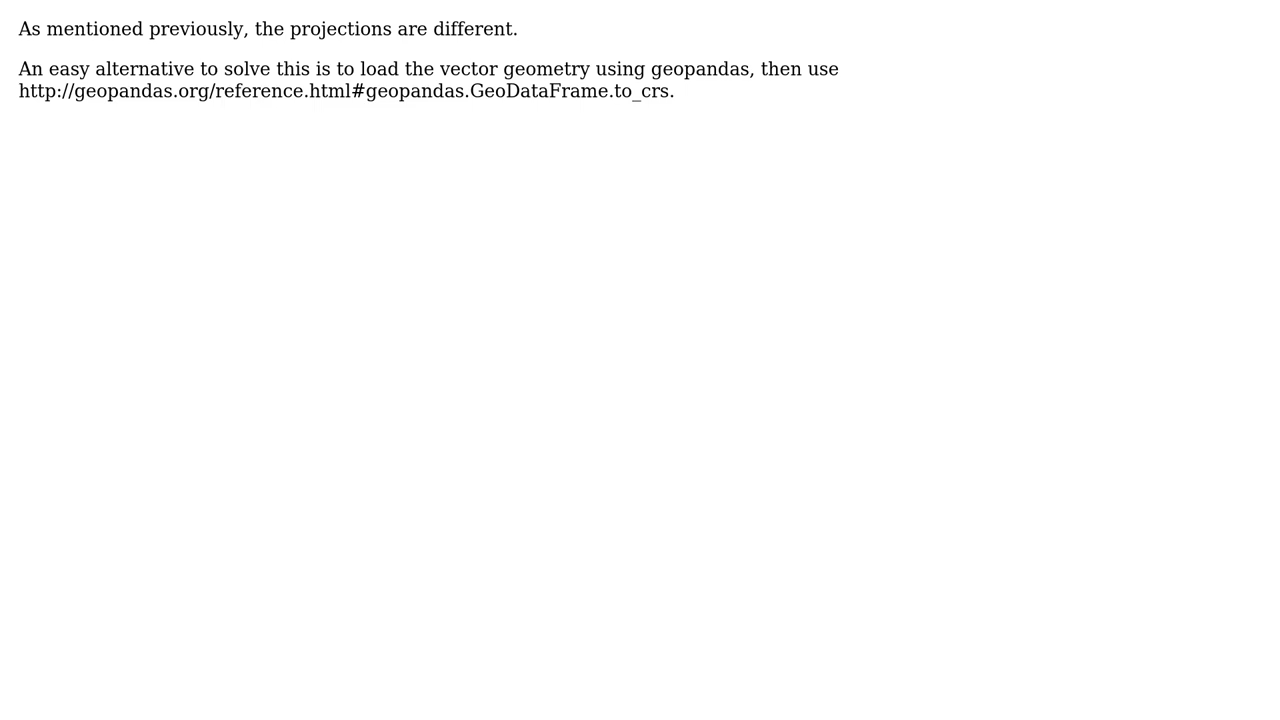 As mentioned previously, the projections are different.
An easy alternative to solve this is to load the vector geometry using geopandas, then use
http://geopandas.org/reference.html#geopandas.GeoDataFrame.to_crs.